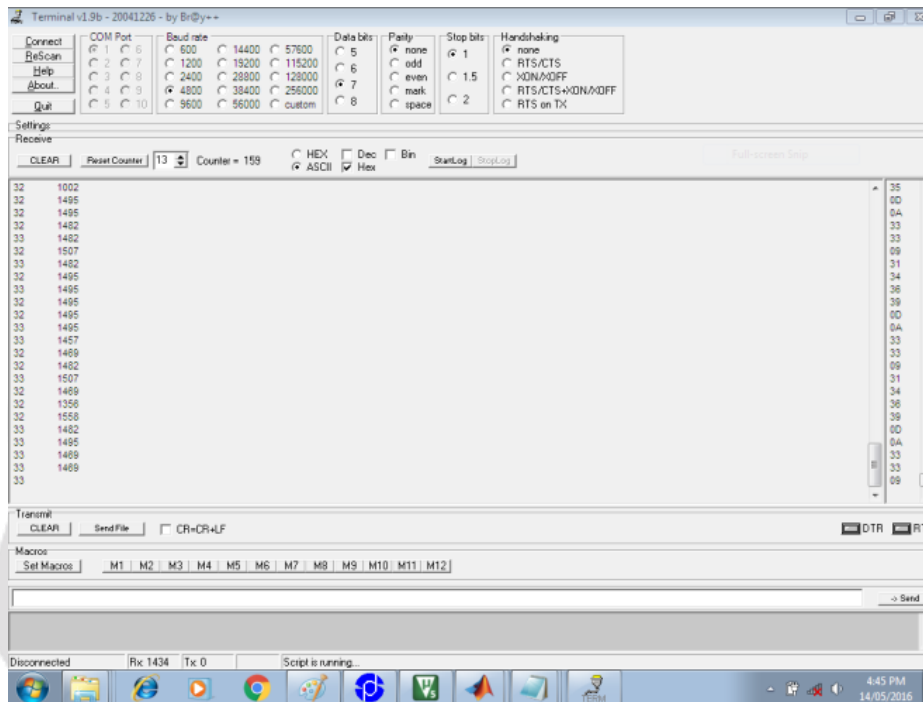 Terminal v1.9b - 20041226 - by Br@y++
Connect
ReScan
Help
About..
Quit
COM Port
1 6
2 7
3 8
4 9
5 10
Baud rate
600 14400 57600
1200 19200 115200
2400 28800 128000
4800 38400 256000
9600 56000 custom
Data bits
5
6
7
8
Parity
none
odd
even
mark
space
Stop bits
1
1.5
2
Handshaking
none
RTS/CTS
XON/XOFF
RTS/CTS+XON/XOFF
RTS on TX
Settings
Receive
CLEAR Reset Counter 13 Counter = 159
HEX Dec Bin
ASCII Hex
StartLog StopLog
Full-screen Snip
32 1002
32 1495
32 1495
32 1482
33 1482
32 1507
33 1482
32 1495
33 1495
32 1495
32 1495
33 1495
33 1457
32 1469
32 1482
33 1507
32 1469
32 1356
32 1558
33 1482
33 1495
33 1469
33 1469
33
35
0D
0A
33
33
09
31
34
36
39
0D
0A
33
33
09
31
34
36
39
0D
0A
33
33
09
Transmit
CLEAR Send File CR=CR+LF
DTR
Macros
Set Macros M1 M2 M3 M4 M5 M6 M7 M8 M9 M10 M11 M12
-> Send
Disconnected Rx: 1434 Tx: 0 Script is running...
4:45 PM
14/05/2016